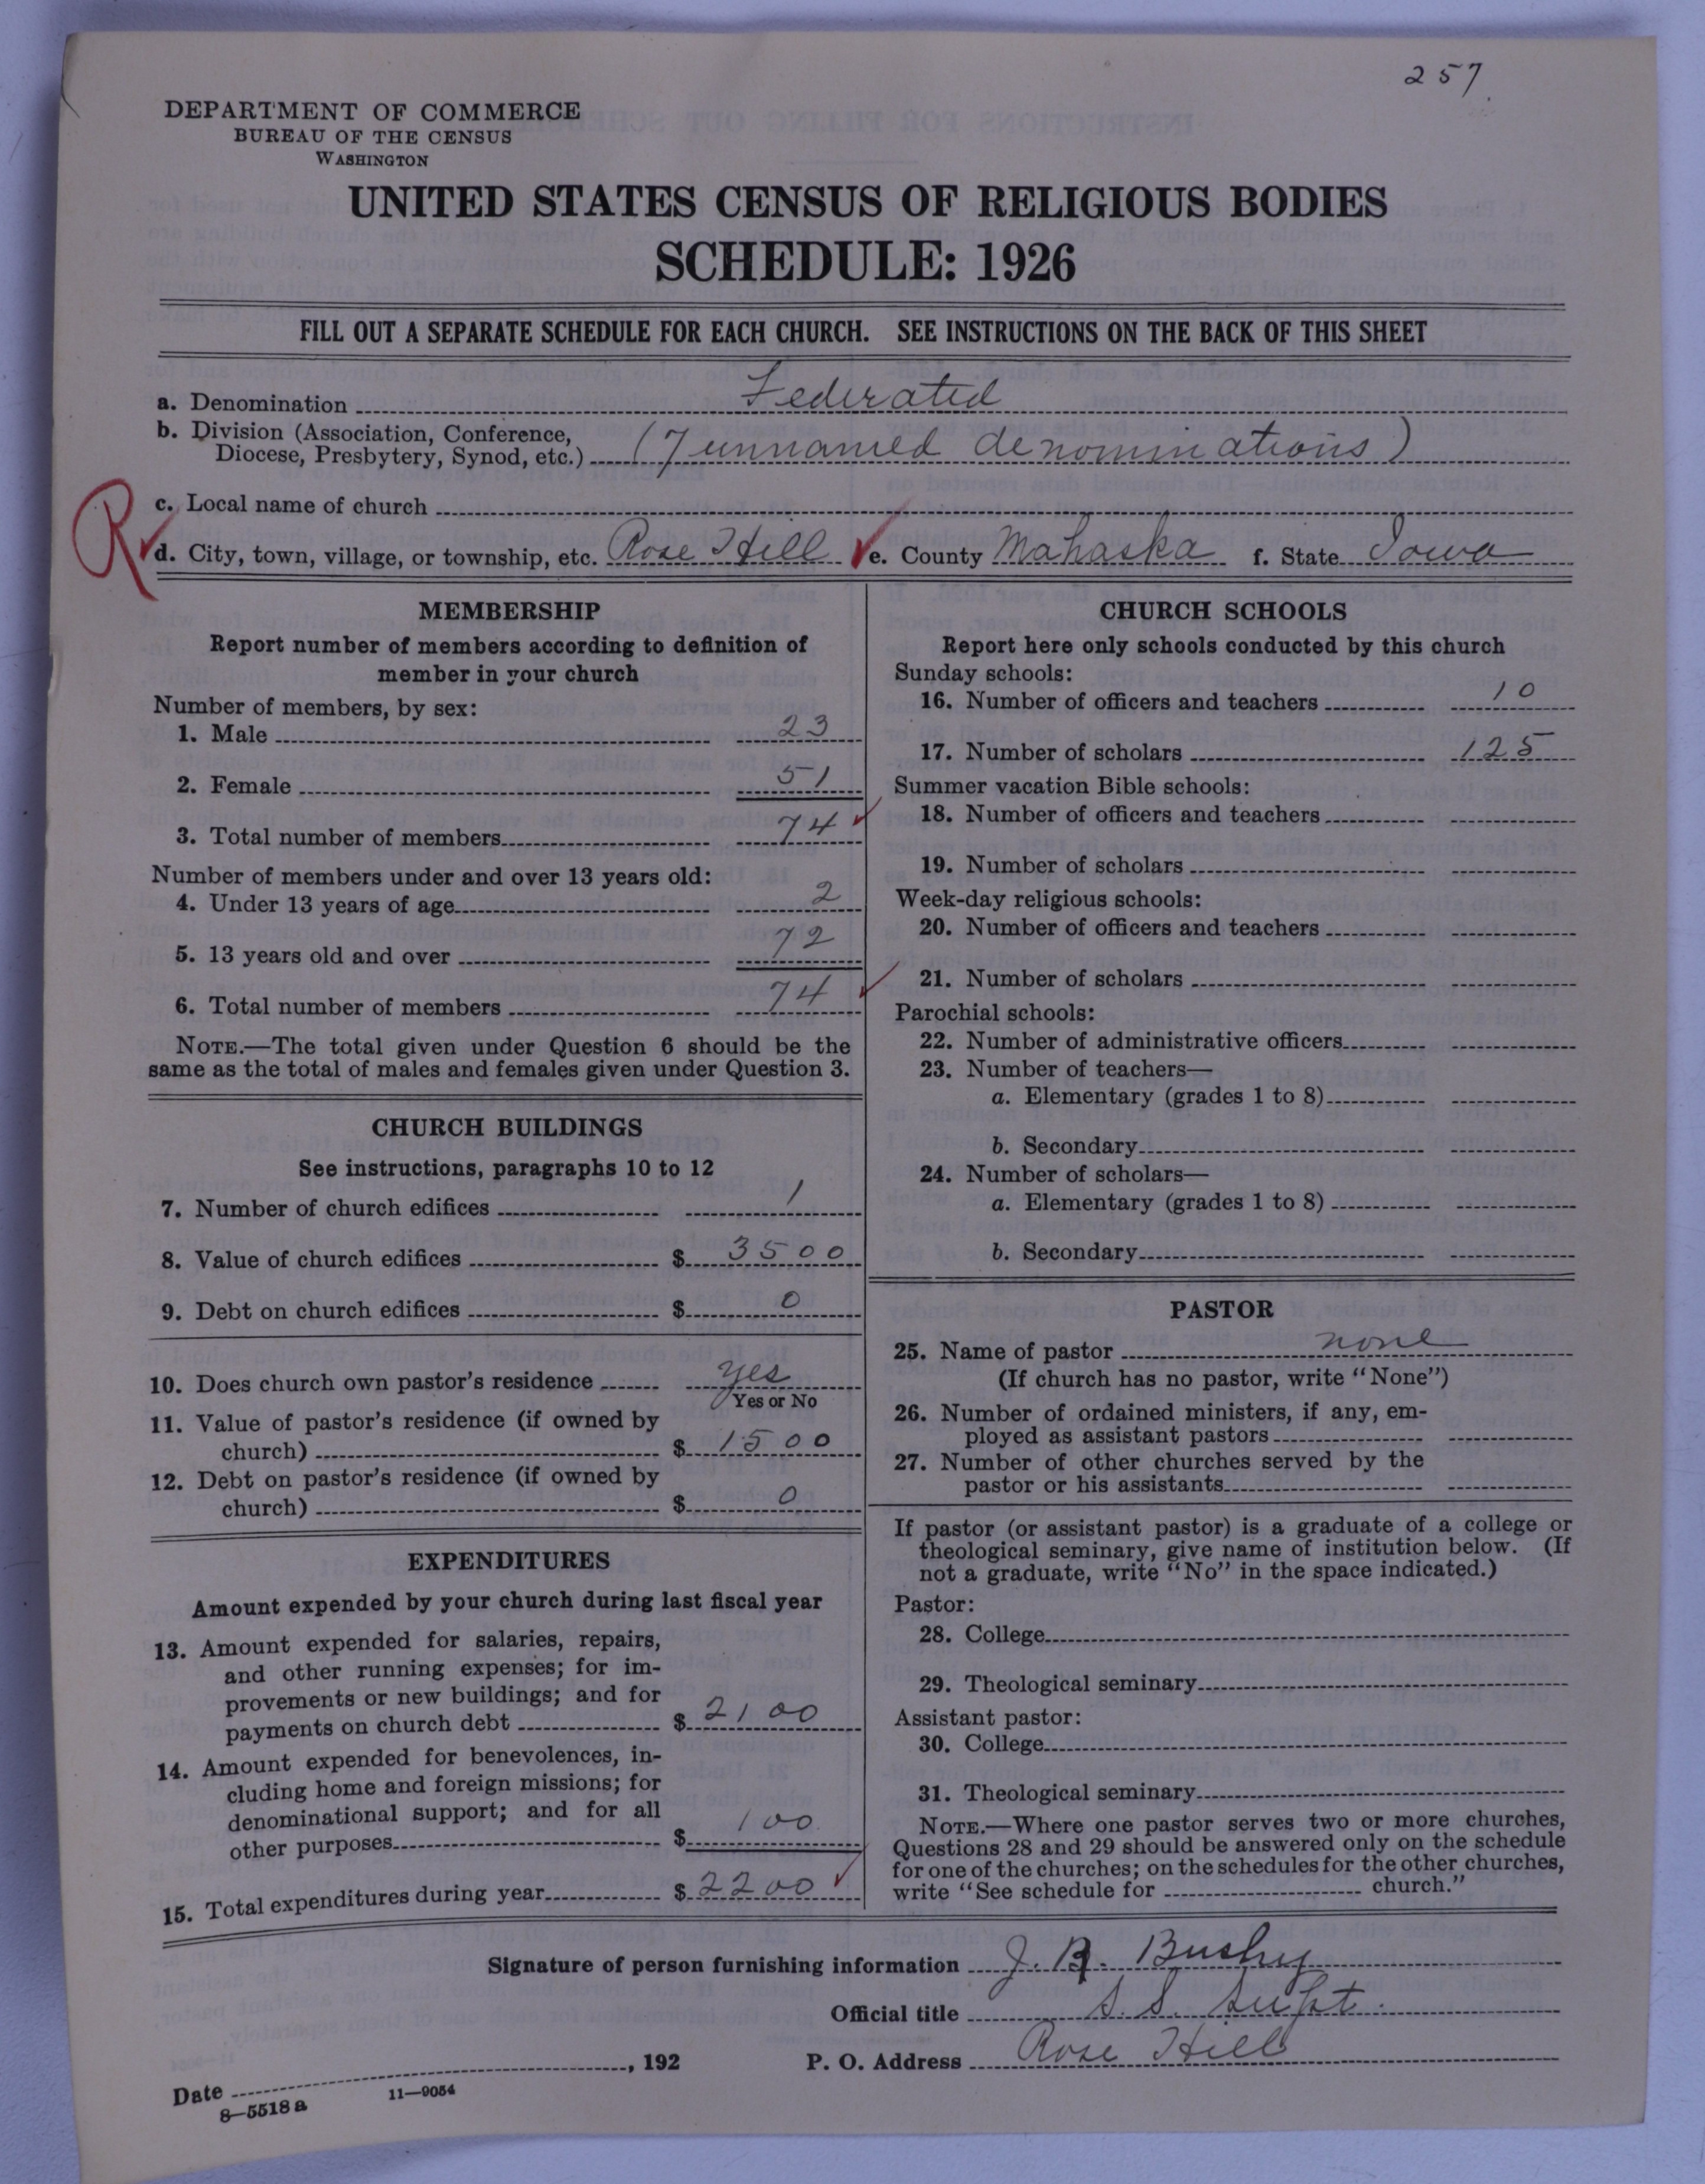 257
DEPARTMENT OF COMMERCE
BUREAU OF THE CENSUS
WASHINGTON
UNITED STATES CENSUS OF RELIGIOUS BODIES
SCHEDULE: 1926
FILL OUT A SEPARATE SCHEDULE FOR EACH CHURCH. SEE INSTRUCTIONS ON THE BACK OF THIS SHEET
a. Denomination Federated
b. Division (Association, Conference,
Diocese, Presbytery, Synod, etc.) (7 unnamed denominations)
c. Local name of church
R
d. City, town, village, or township, etc. Rose Hill e. County Mahaska f. State Iowa
MEMBERSHIP
Report number of members according to definition of
member in your church
Number of members, by sex:
1. Male 23
2. Female 51
3. Total number of members 74
Number of members under and over 13 years old:
4. Under 13 years of age 2
5. 13 years old and over 72
6. Total number of members 74
NOTE.—The total given under Question 6 should be the
same as the total of males and females given under Question 3.
CHURCH BUILDINGS
See instructions, paragraphs 10 to 12
7. Number of church edifices 1
8. Value of church edifices $ 3500
9. Debt on church edifices $ 0
10. Does church own pastor's residence yes
Yes or No
11. Value of pastor's residence (if owned by
church) $ 1500
12. Debt on pastor's residence (if owned by
church) $ 0
EXPENDITURES
Amount expended by your church during last fiscal year
13. Amount expended for salaries, repairs,
and other running expenses; for im-
provements or new buildings; and for
payments on church debt $ 2100
14. Amount expended for benevolences, in-
cluding home and foreign missions; for
denominational support; and for all
other purposes $ 100
15. Total expenditures during year $ 2200
CHURCH SCHOOLS
Report here only schools conducted by this church
Sunday schools:
16. Number of officers and teachers 10
17. Number of scholars 125
Summer vacation Bible schools:
18. Number of officers and teachers
19. Number of scholars
Week-day religious schools:
20. Number of officers and teachers
21. Number of scholars
Parochial schools:
22. Number of administrative officers
23. Number of teachers—
a. Elementary (grades 1 to 8)
b. Secondary
24. Number of scholars—
a. Elementary (grades 1 to 8)
b. Secondary
PASTOR
25. Name of pastor none
(If church has no pastor, write "None")
26. Number of ordained ministers, if any, em-
ployed as assistant pastors
27. Number of other churches served by the
pastor or his assistants
If pastor (or assistant pastor) is a graduate of a college or
theological seminary, give name of institution below. (If
not a graduate, write "No" in the space indicated.)
Pastor:
28. College
29. Theological seminary
Assistant pastor:
30. College
31. Theological seminary
NOTE.—Where one pastor serves two or more churches,
Questions 28 and 29 should be answered only on the schedule
for one of the churches; on the schedules for the other churches,
write "See schedule for church."
Signature of person furnishing information J. R. Bushy
Official title S.S. Supt.
Date , 192 P. O. Address Rose Hill
8—5518 a 11—9054